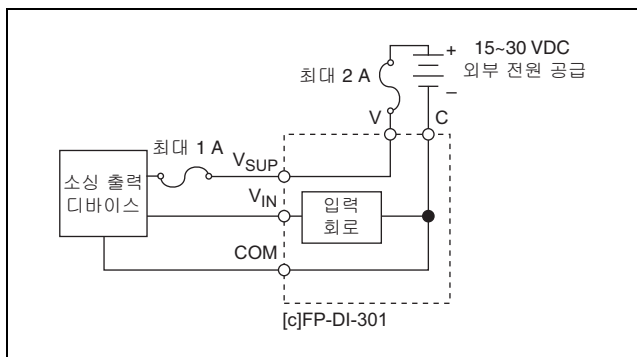 15~30 VDC
외부 전원 공급
+
–
최대 2 A
V
C
최대 1 A
VSUP
소싱 출력
디바이스
VIN
입력
회로
COM
[c]FP-DI-301